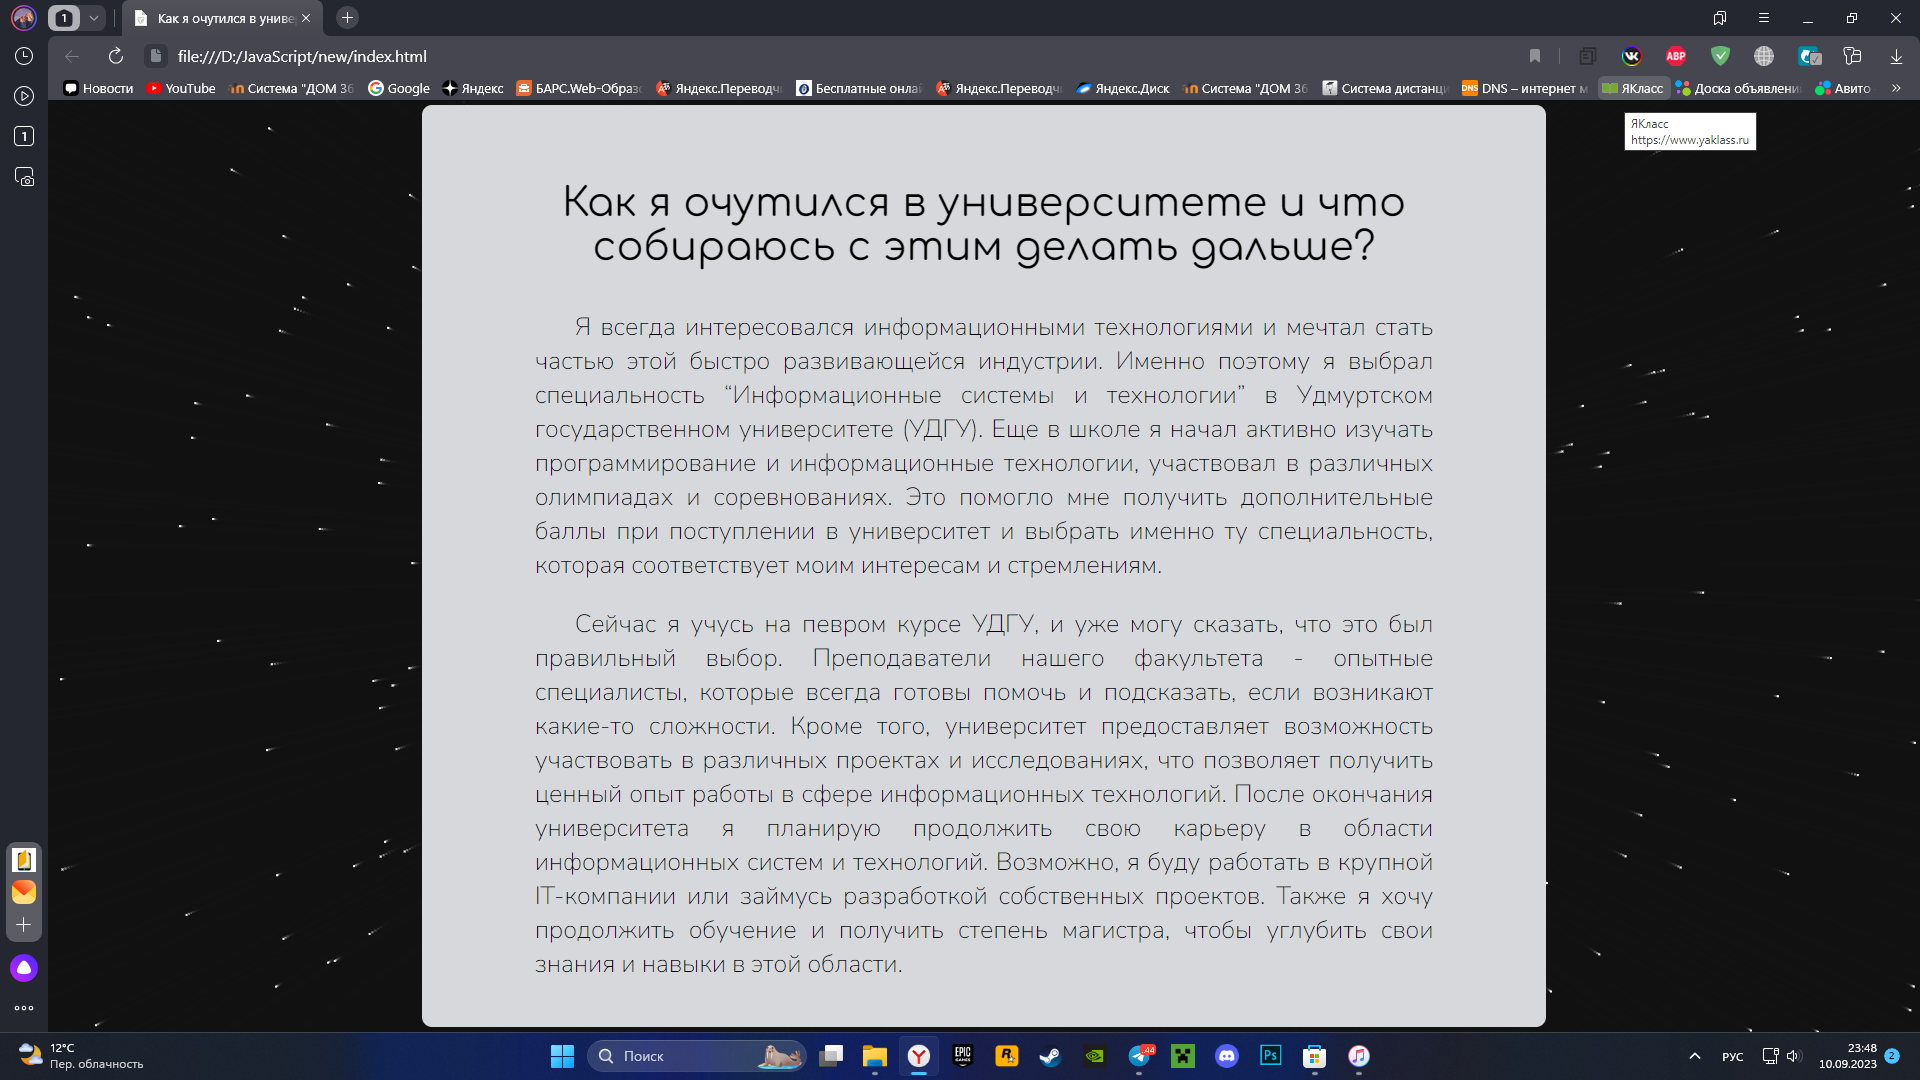 1
Как я очутился в униве
file:///D:/JavaScript/new/index.html
ABP
Новости
YouTube
Система "ДОМ 36
Google
Яндекс
БАРС.Web-Образо
Яндекс.Переводч
Бесплатные онлай
Яндекс.Переводч
Яндекс.Диск
Система "ДОМ 36
Система дистанци
DNS
DNS – интернет м
ЯКласс
Доска объявлени
Авито
»
1
ЯКласс
https://www.yaklass.ru
Как я очутился в университете и что
собираюсь с этим делать дальше?
Я всегда интересовался информационными технологиями и мечтал стать
частью этой быстро развивающейся индустрии. Именно поэтому я выбрал
специальность “Информационные системы и технологии” в Удмуртском
государственном университете (УДГУ). Еще в школе я начал активно изучать
программирование и информационные технологии, участвовал в различных
олимпиадах и соревнованиях. Это помогло мне получить дополнительные
баллы при поступлении в университет и выбрать именно ту специальность,
которая соответствует моим интересам и стремлениям.
Сейчас я учусь на певром курсе УДГУ, и уже могу сказать, что это был
правильный выбор. Преподаватели нашего факультета - опытные
специалисты, которые всегда готовы помочь и подсказать, если возникают
какие-то сложности. Кроме того, университет предоставляет возможность
участвовать в различных проектах и исследованиях, что позволяет получить
ценный опыт работы в сфере информационных технологий. После окончания
университета я планирую продолжить свою карьеру в области
информационных систем и технологий. Возможно, я буду работать в крупной
IT-компании или займусь разработкой собственных проектов. Также я хочу
продолжить обучение и получить степень магистра, чтобы углубить свои
знания и навыки в этой области.
12°C
Пер. облачность
Поиск
EPIC
GAMES
44
Ps
РУС
23:48
10.09.2023
2